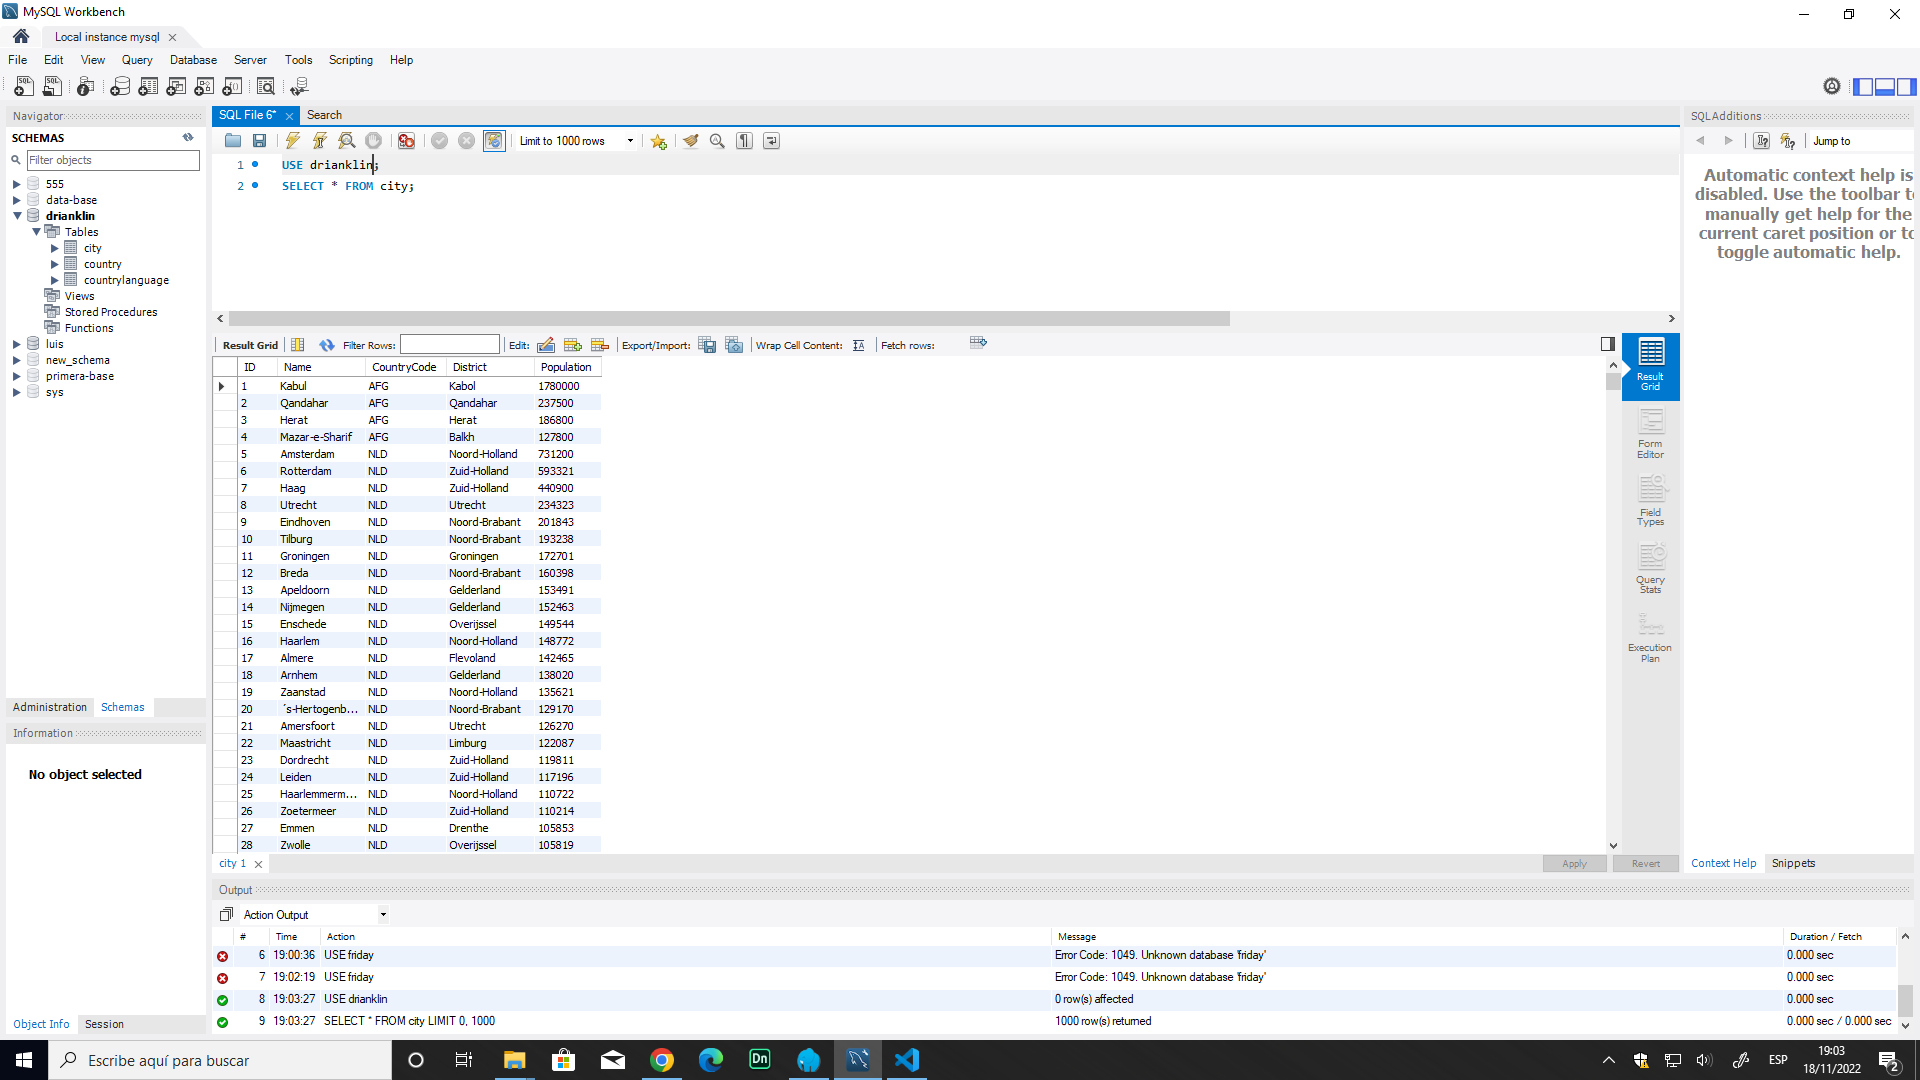 MySQL Workbench
Local instance mysql
File Edit View Query Database Server Tools Scripting Help
Navigator
SCHEMAS
Filter objects
555
data-base
drianklin
Tables
city
country
countrylanguage
Views
Stored Procedures
Functions
luis
new_schema
primera-base
sys
Administration Schemas
Information
No object selected
Object Info Session
SQL File 6* Search
Limit to 1000 rows
1 USE drianklin;
2 SELECT * FROM city;
Result Grid Filter Rows: Edit: Export/Import: Wrap Cell Content: Fetch rows:
ID Name CountryCode District Population
1 Kabul AFG Kabol 1780000
2 Qandahar AFG Qandahar 237500
3 Herat AFG Herat 186800
4 Mazar-e-Sharif AFG Balkh 127800
5 Amsterdam NLD Noord-Holland 731200
6 Rotterdam NLD Zuid-Holland 593321
7 Haag NLD Zuid-Holland 440900
8 Utrecht NLD Utrecht 234323
9 Eindhoven NLD Noord-Brabant 201843
10 Tilburg NLD Noord-Brabant 193238
11 Groningen NLD Groningen 172701
12 Breda NLD Noord-Brabant 160398
13 Apeldoorn NLD Gelderland 153491
14 Nijmegen NLD Gelderland 152463
15 Enschede NLD Overijssel 149544
16 Haarlem NLD Noord-Holland 148772
17 Almere NLD Flevoland 142465
18 Arnhem NLD Gelderland 138020
19 Zaanstad NLD Noord-Holland 135621
20 ´s-Hertogenb... NLD Noord-Brabant 129170
21 Amersfoort NLD Utrecht 126270
22 Maastricht NLD Limburg 122087
23 Dordrecht NLD Zuid-Holland 119811
24 Leiden NLD Zuid-Holland 117196
25 Haarlemmerm... NLD Noord-Holland 110722
26 Zoetermeer NLD Zuid-Holland 110214
27 Emmen NLD Drenthe 105853
28 Zwolle NLD Overijssel 105819
Result
Grid
Form
Editor
Field
Types
Query
Stats
Execution
Plan
city 1
Apply Revert
SQLAdditions
Jump to
Automatic context help is
disabled. Use the toolbar to
manually get help for the
current caret position or to
toggle automatic help.
Context Help Snippets
Output
Action Output
# Time Action Message Duration / Fetch
6 19:00:36 USE friday Error Code: 1049. Unknown database 'friday' 0.000 sec
7 19:02:19 USE friday Error Code: 1049. Unknown database 'friday' 0.000 sec
8 19:03:27 USE drianklin 0 row(s) affected 0.000 sec
9 19:03:27 SELECT * FROM city LIMIT 0, 1000 1000 row(s) returned 0.000 sec / 0.000 sec
Escribe aquí para buscar
Dn
ESP
19:03
18/11/2022
2